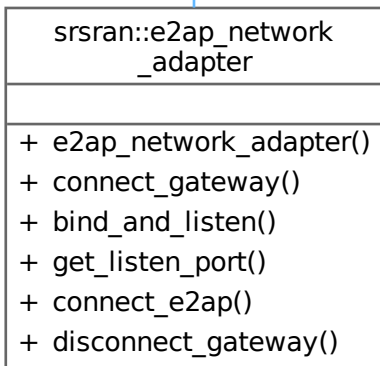 srsran::e2ap_network
_adapter
+ e2ap_network_adapter()
+ connect_gateway()
+ bind_and_listen()
+ get_listen_port()
+ connect_e2ap()
+ disconnect_gateway()